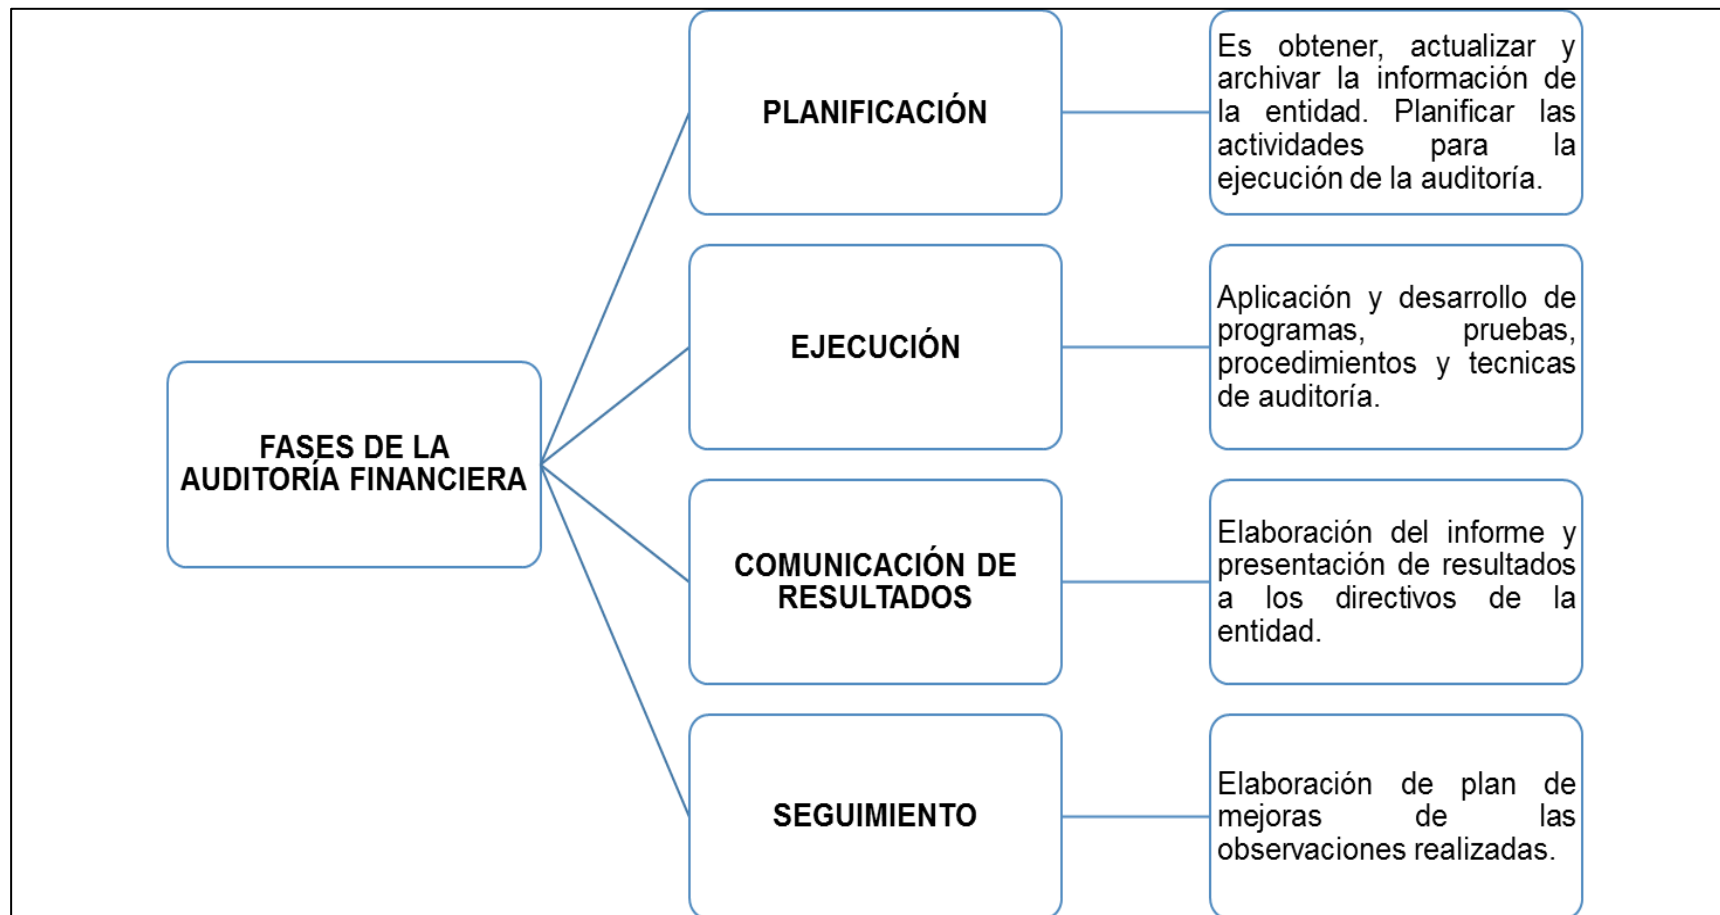 FASES DE LA
AUDITORÍA FINANCIERA
PLANIFICACIÓN
Es obtener, actualizar y
archivar la información de
la entidad. Planificar las
actividades para la
ejecución de la auditoría.
EJECUCIÓN
Aplicación y desarrollo de
programas, pruebas,
procedimientos y tecnicas
de auditoría.
COMUNICACIÓN DE
RESULTADOS
Elaboración del informe y
presentación de resultados
a los directivos de la
entidad.
SEGUIMIENTO
Elaboración de plan de
mejoras de las
observaciones realizadas.